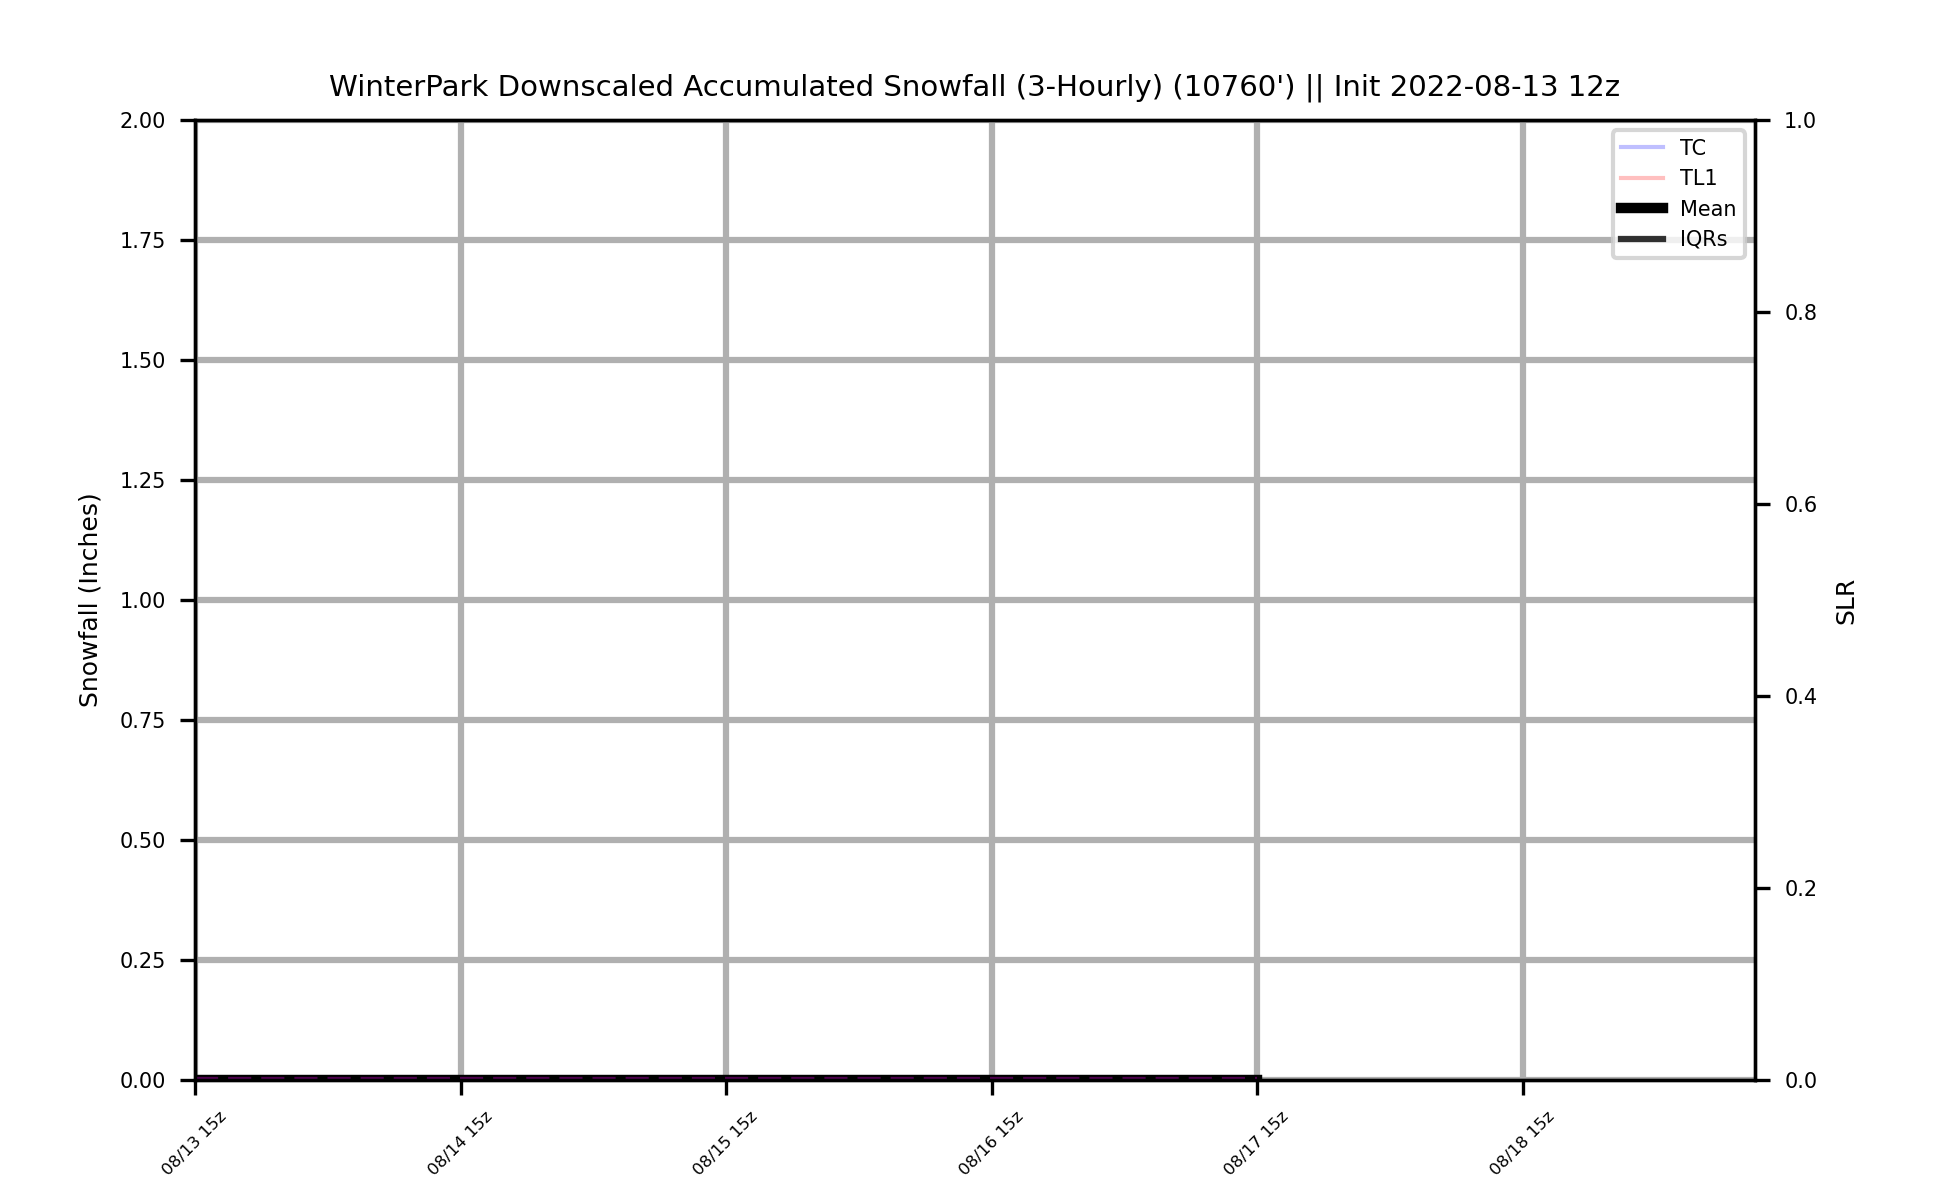 WinterPark Downscaled Accumulated Snowfall (3-Hourly) (10760') || Init 2022-08-13 12z
2.00
1.75
1.50
1.25
1.00
0.75
0.50
0.25
0.00
Snowfall (Inches)
TC
TL1
Mean
IQRs
1.0
0.8
0.6
0.4
0.2
0.0
SLR
08/13 15z
08/14 15z
08/15 15z
08/16 15z
08/17 15z
08/18 15z